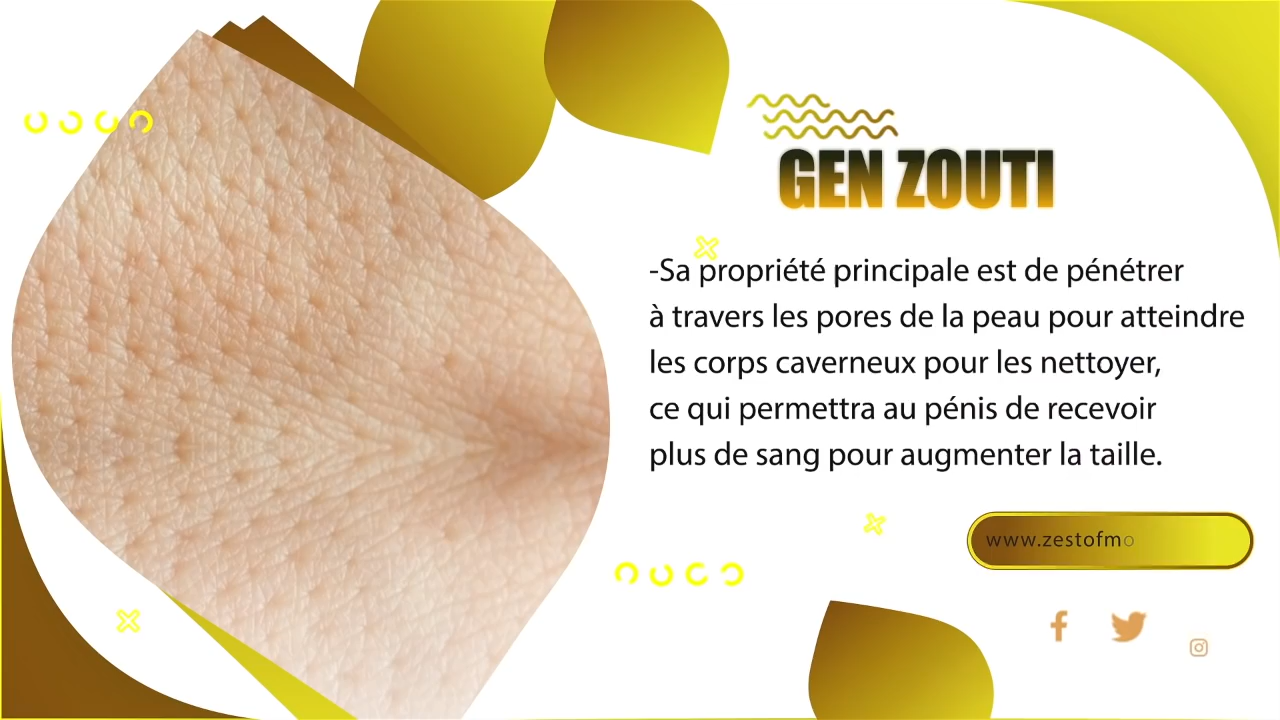 GEN ZOUTI
-Sa propriété principale est de pénétrer
à travers les pores de la peau pour atteindre
les corps caverneux pour les nettoyer,
ce qui permettra au pénis de recevoir
plus de sang pour augmenter la taille.
www.zestofmo